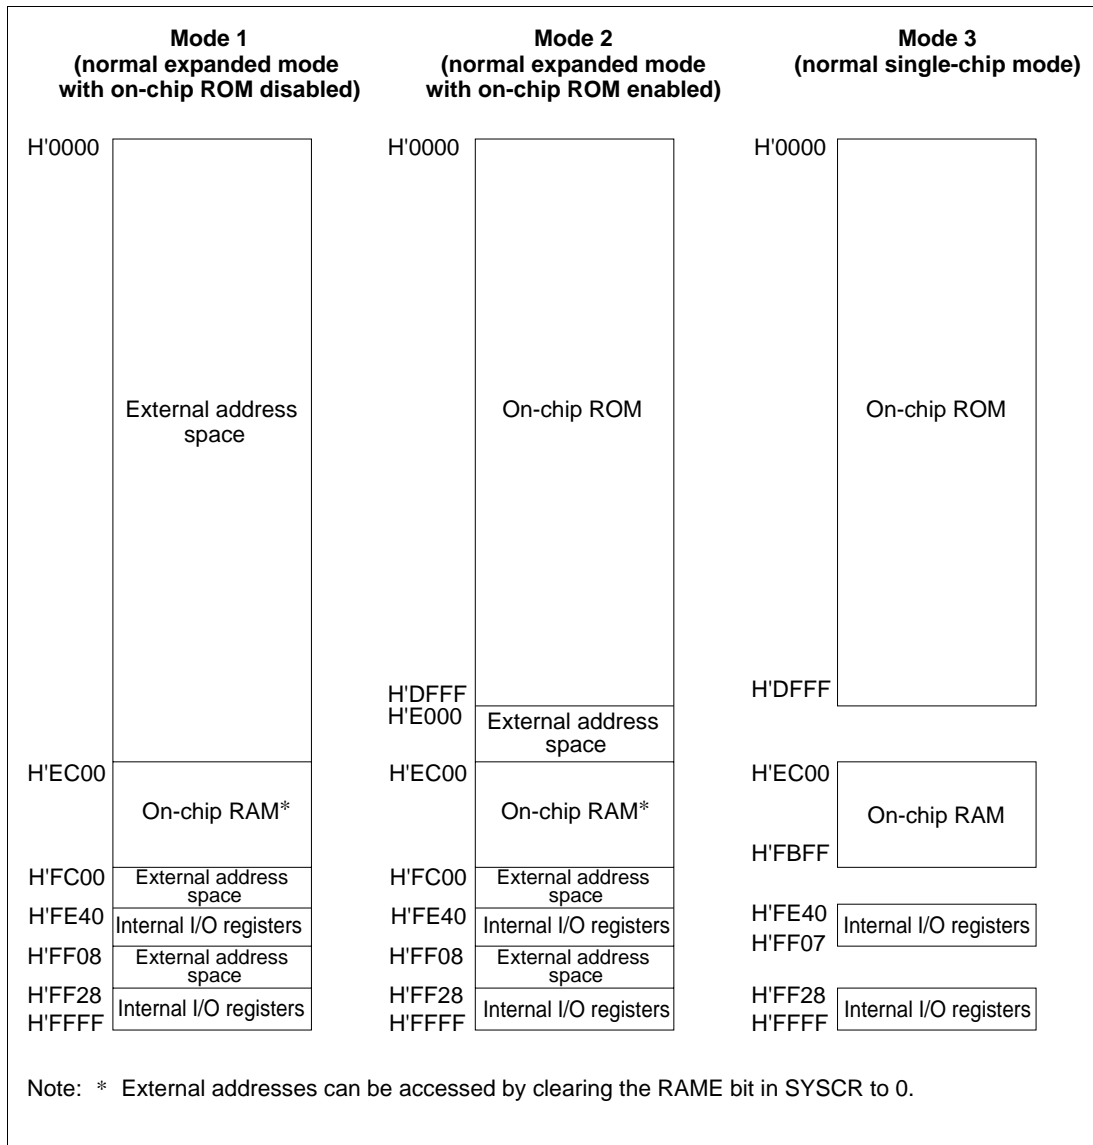 Mode 1
(normal expanded mode
with on-chip ROM disabled)
H'0000
External address
space
H'EC00
On-chip RAM*
H'FC00
External address
space
H'FE40
Internal I/O registers
H'FF08
External address
space
H'FF28
Internal I/O registers
H'FFFF
Mode 2
(normal expanded mode
with on-chip ROM enabled)
H'0000
On-chip ROM
H'DFFF
H'E000
External address
space
H'EC00
On-chip RAM*
H'FC00
External address
space
H'FE40
Internal I/O registers
H'FF08
External address
space
H'FF28
Internal I/O registers
H'FFFF
Mode 3
(normal single-chip mode)
H'0000
On-chip ROM
H'DFFF
H'EC00
On-chip RAM
H'FBFF
H'FE40
Internal I/O registers
H'FF07
H'FF28
Internal I/O registers
H'FFFF
Note: * External addresses can be accessed by clearing the RAME bit in SYSCR to 0.